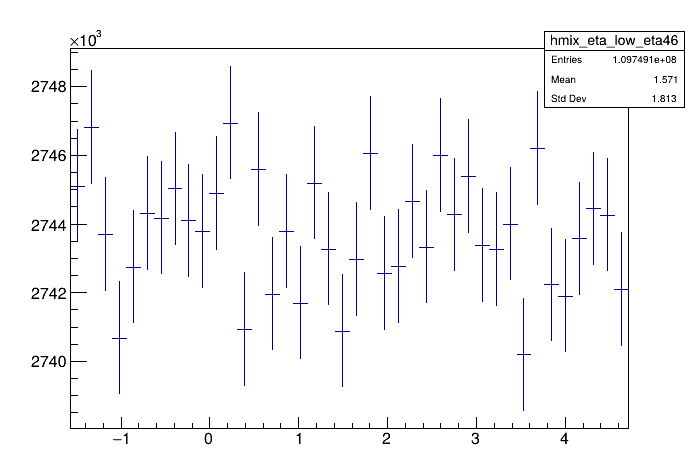 ×10³
hmix_eta_low_eta46
Entries 1.097491e+08
Mean 1.571
Std Dev 1.813
2748
2746
2744
2742
2740
−1 0 1 2 3 4